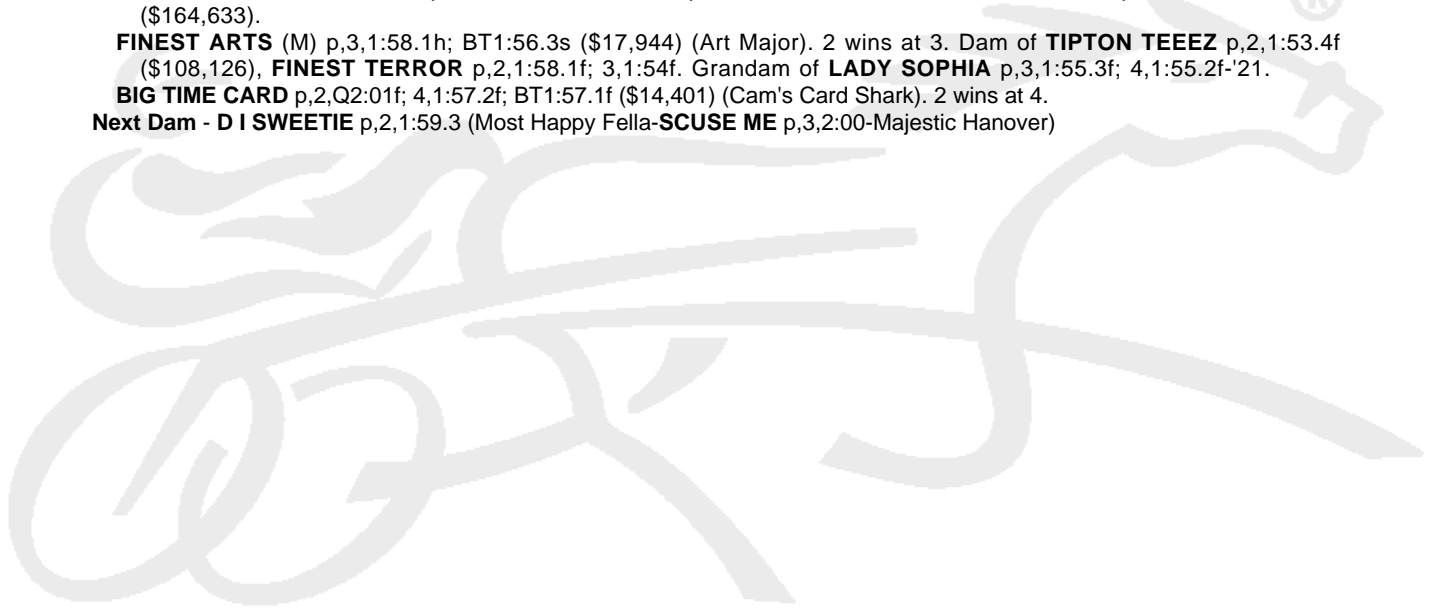 ($164,633).
FINEST ARTS (M) p,3,1:58.1h; BT1:56.3s ($17,944) (Art Major). 2 wins at 3. Dam of TIPTON TEEEZ p,2,1:53.4f
($108,126), FINEST TERROR p,2,1:58.1f; 3,1:54f. Grandam of LADY SOPHIA p,3,1:55.3f; 4,1:55.2f-'21.
BIG TIME CARD p,2,Q2:01f; 4,1:57.2f; BT1:57.1f ($14,401) (Cam's Card Shark). 2 wins at 4.
Next Dam - D I SWEETIE p,2,1:59.3 (Most Happy Fella-SCUSE ME p,3,2:00-Majestic Hanover)